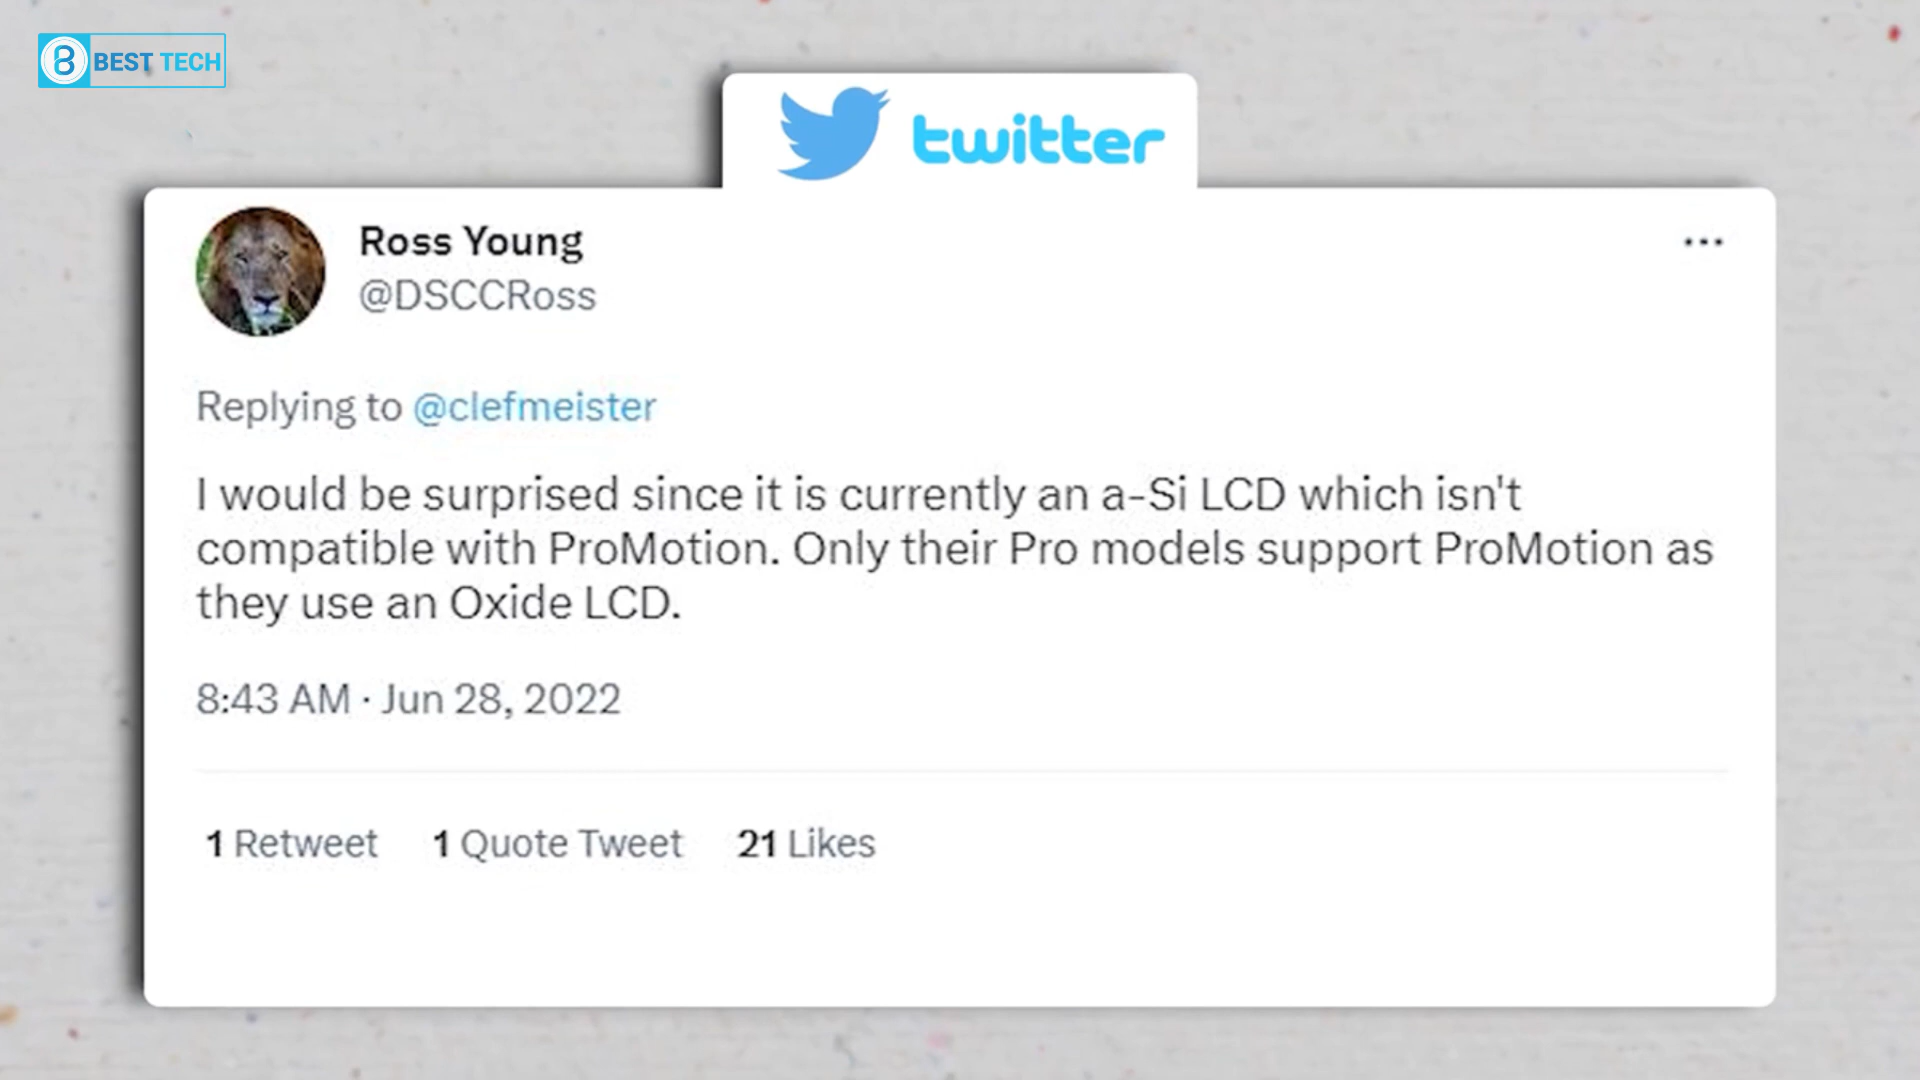 8 BEST TECH
twitter
Ross Young
@DSCCRoss
Replying to @clefmeister
I would be surprised since it is currently an a-Si LCD which isn't
compatible with ProMotion. Only their Pro models support ProMotion as
they use an Oxide LCD.
8:43 AM · Jun 28, 2022
1 Retweet 1 Quote Tweet 21 Likes